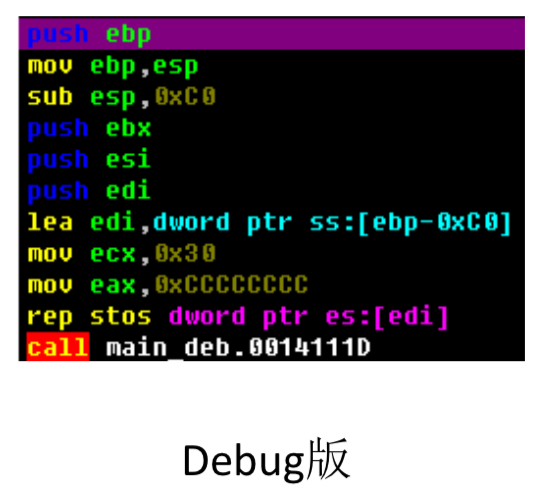 push ebp
mov ebp,esp
sub esp,0xC0
push ebx
push esi
push edi
lea edi,dword ptr ss:[ebp-0xC0]
mov ecx,0x30
mov eax,0xCCCCCCCC
rep stos dword ptr es:[edi]
call main_deb.0014111D
Debug版